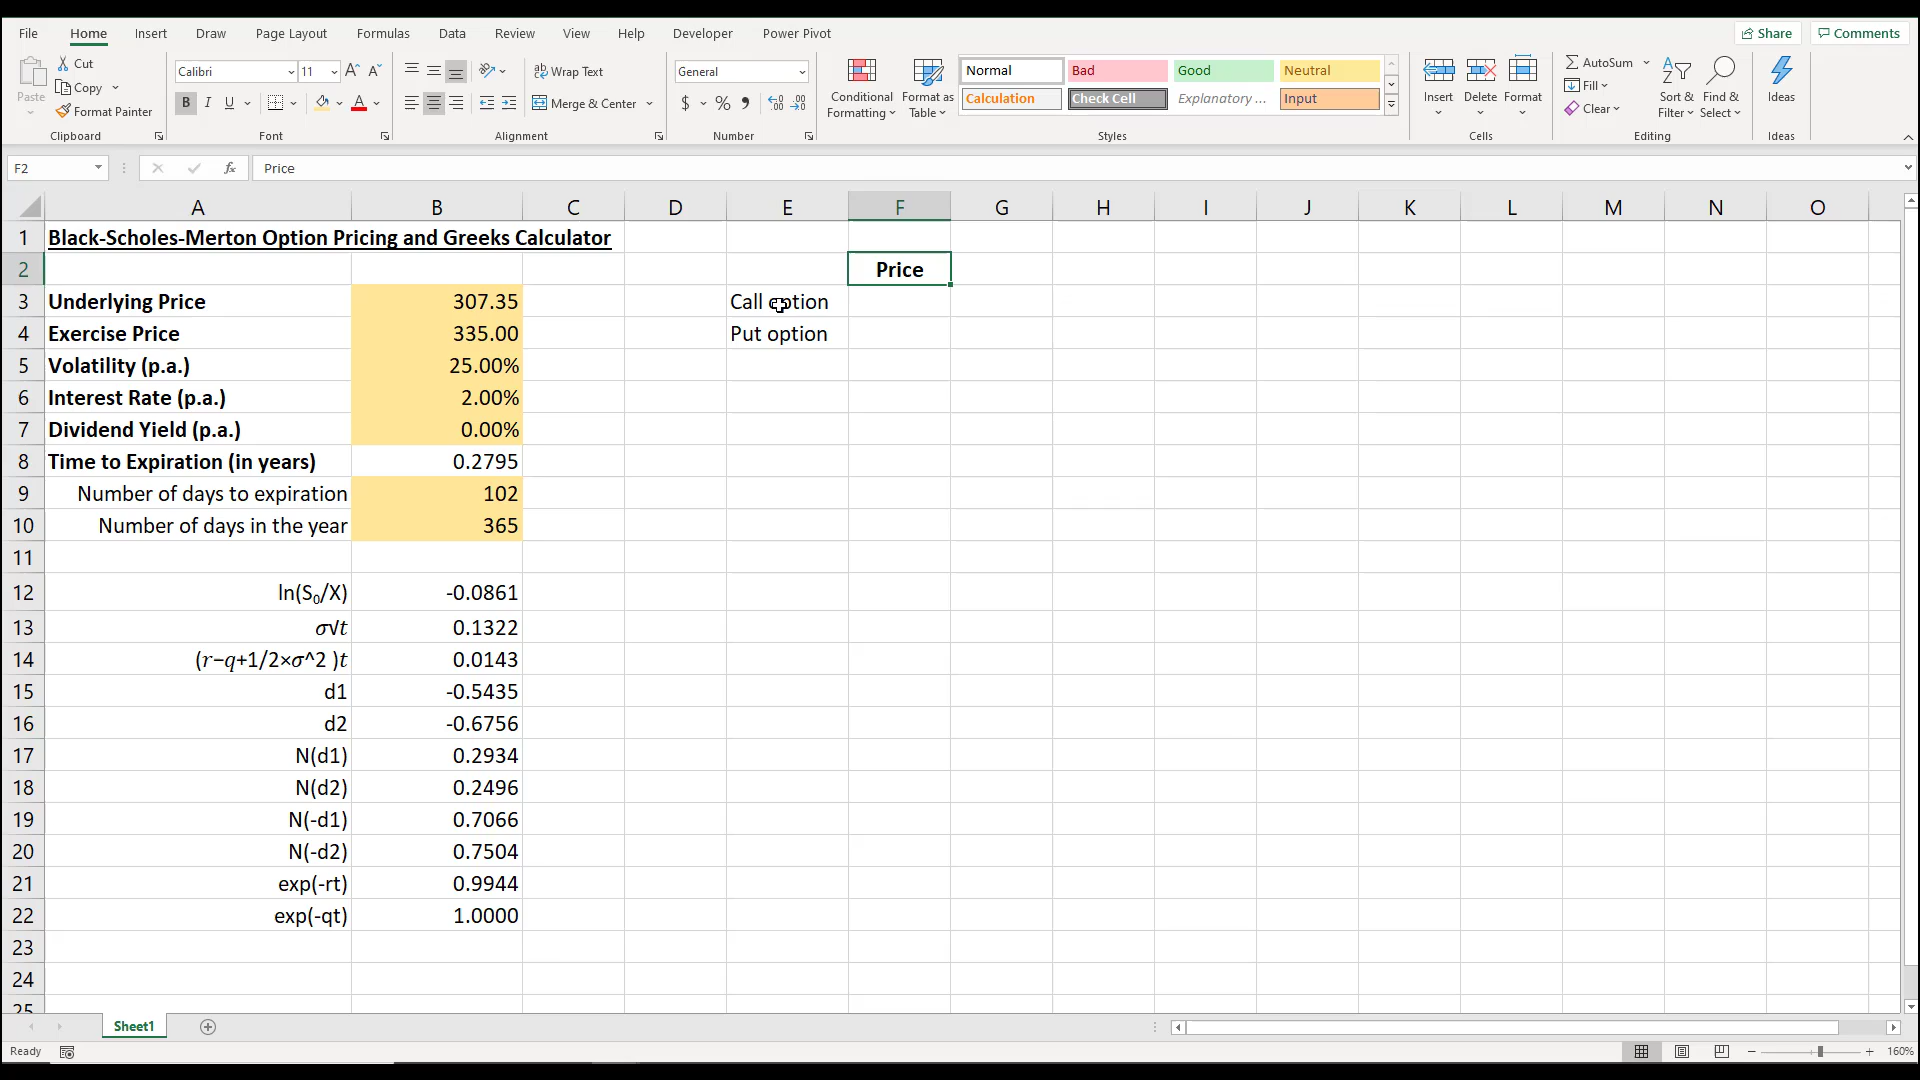 File Home Insert Draw Page Layout Formulas Data Review View Help Developer Power Pivot Share Comments
Paste Cut Copy Format Painter Clipboard
Calibri 11 B I U Font
Wrap Text Merge & Center Alignment
General $ % Number
Conditional Formatting Format as Table
Normal Bad Good Neutral
Calculation Check Cell Explanatory ... Input
Styles
Insert Delete Format Cells
AutoSum Fill Clear Sort & Filter Find & Select Editing
Ideas Ideas
F2 fx Price
A B C D E F G H I J K L M N O
1 Black-Scholes-Merton Option Pricing and Greeks Calculator
2 Price
3 Underlying Price 307.35 Call option
4 Exercise Price 335.00 Put option
5 Volatility (p.a.) 25.00%
6 Interest Rate (p.a.) 2.00%
7 Dividend Yield (p.a.) 0.00%
8 Time to Expiration (in years) 0.2795
9 Number of days to expiration 102
10 Number of days in the year 365
11
12 ln(S₀/X) -0.0861
13 σ√t 0.1322
14 (r−q+1/2×σ^2 )t 0.0143
15 d1 -0.5435
16 d2 -0.6756
17 N(d1) 0.2934
18 N(d2) 0.2496
19 N(-d1) 0.7066
20 N(-d2) 0.7504
21 exp(-rt) 0.9944
22 exp(-qt) 1.0000
23
24
25
Sheet1
Ready 160%